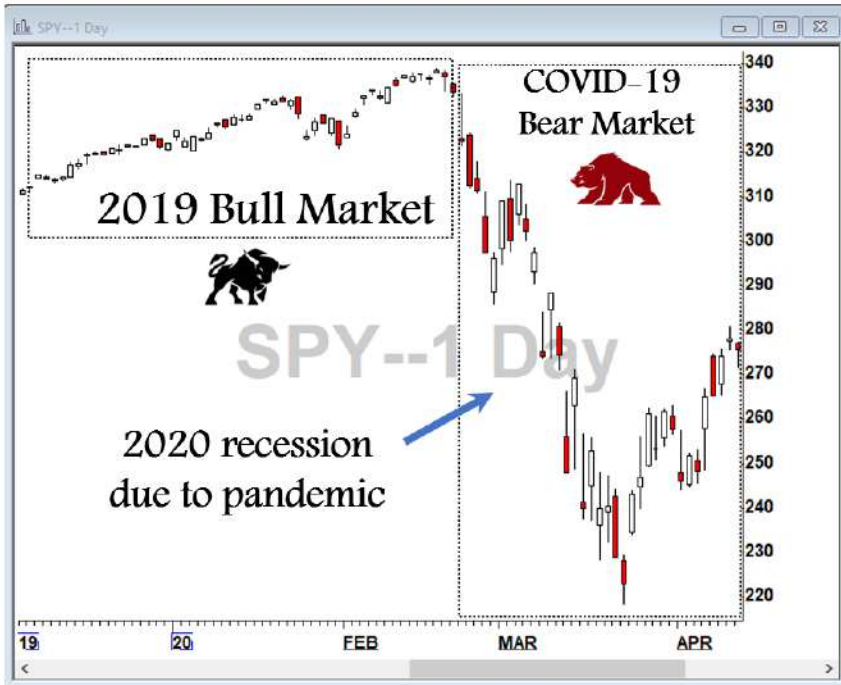 SPY--1 Day
340
COVID-19
Bear Market
330
320
310
2019 Bull Market
300
290
SPY--1 Day
280
270
2020 recession
due to pandemic
260
250
240
230
220
19
20
FEB
MAR
APR